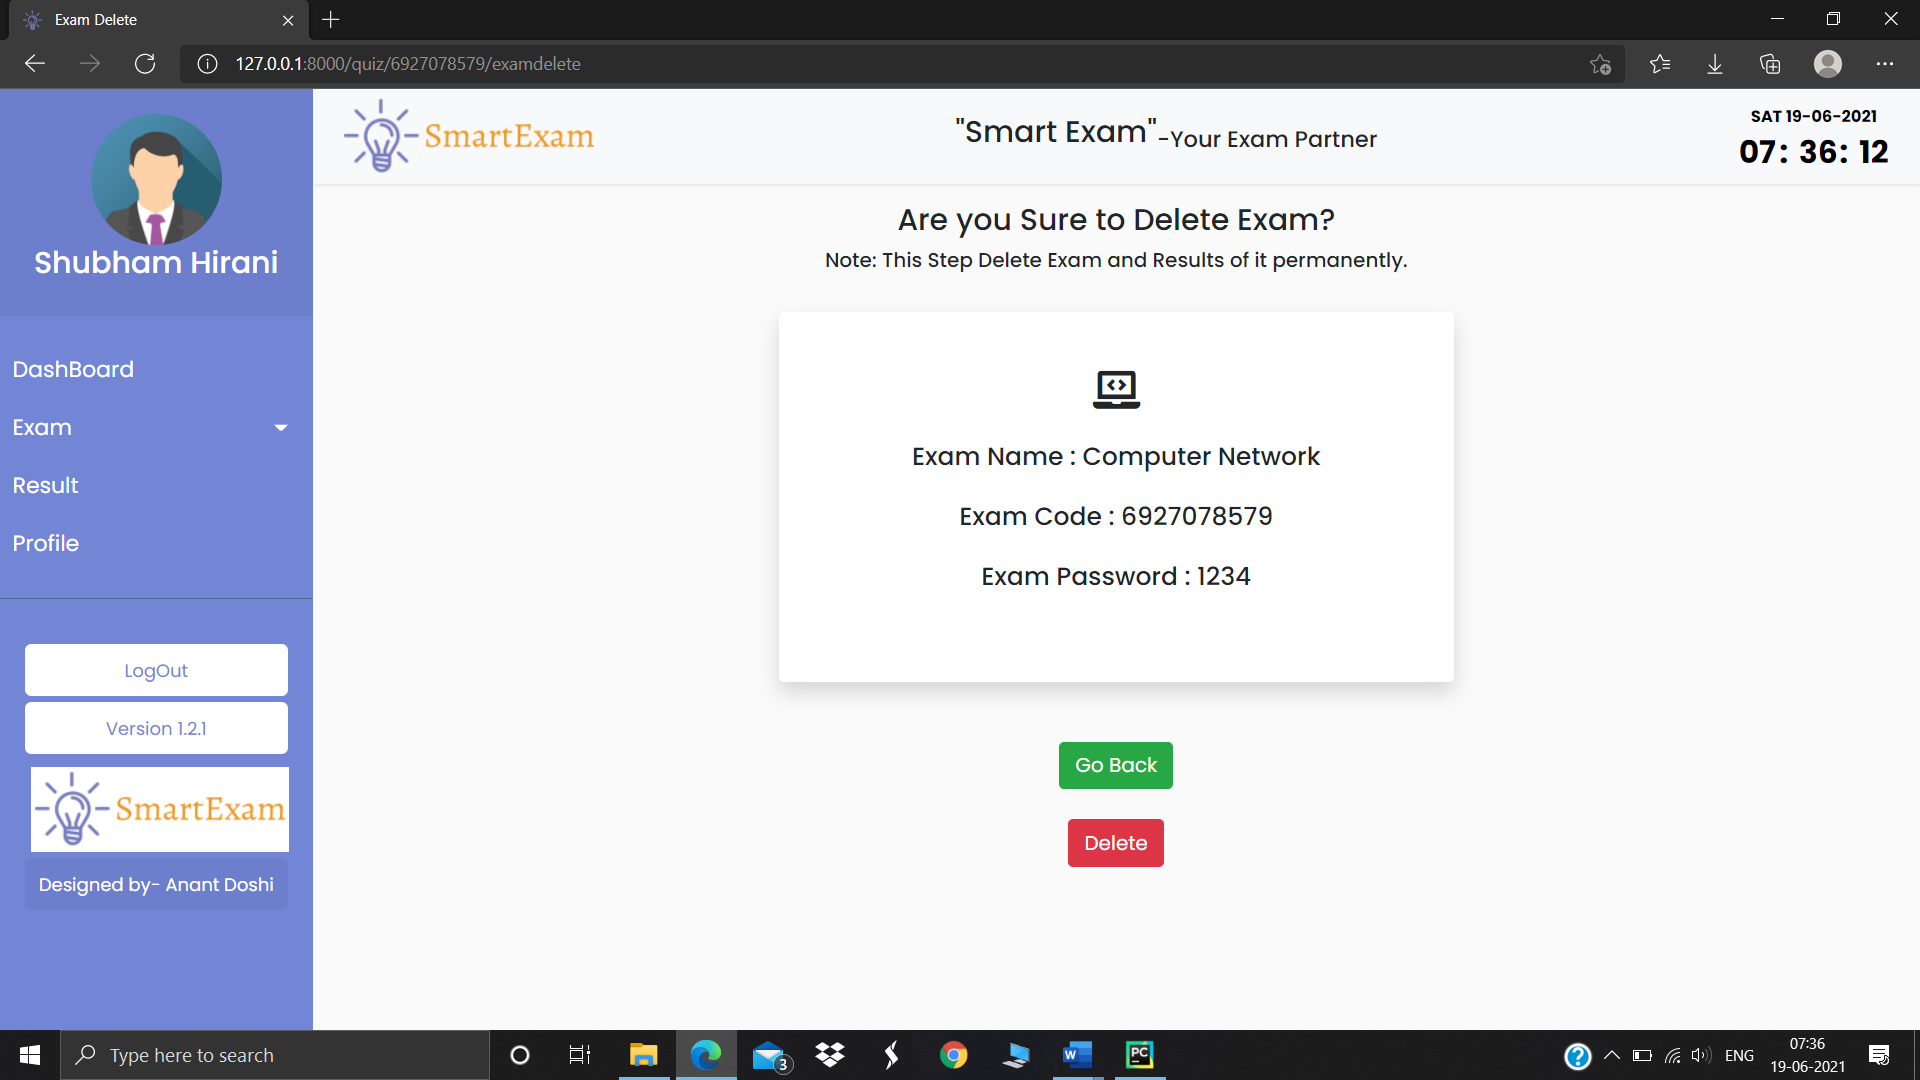 Exam Delete
127.0.0.1:8000/quiz/6927078579/examdelete
Shubham Hirani
DashBoard
Exam
Result
Profile
LogOut
Version 1.2.1
SmartExam
Designed by- Anant Doshi
SmartExam
"Smart Exam" -Your Exam Partner
SAT 19-06-2021
07: 36: 12
Are you Sure to Delete Exam?
Note: This Step Delete Exam and Results of it permanently.
Exam Name : Computer Network
Exam Code : 6927078579
Exam Password : 1234
Go Back
Delete
Type here to search
3
W
PC
ENG
07:36
19-06-2021